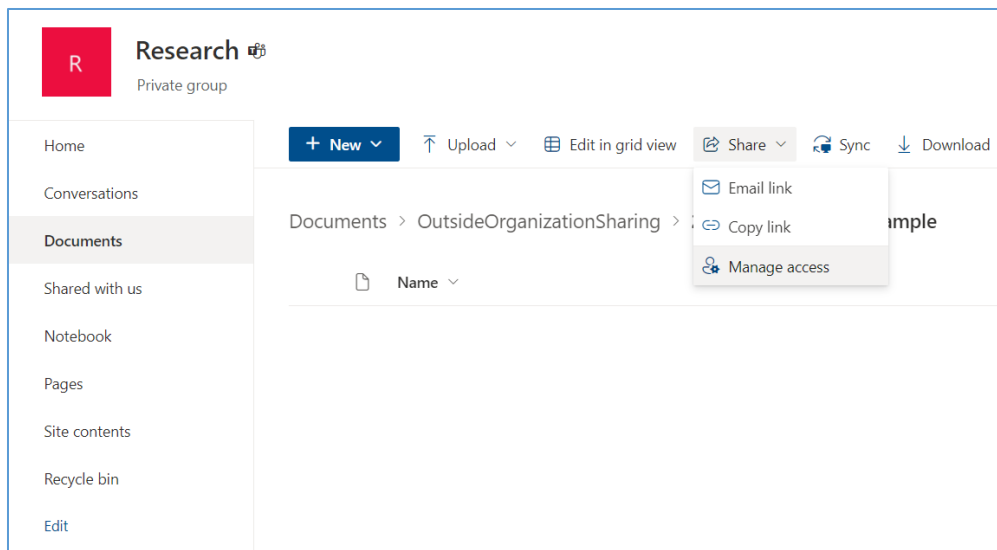 R
Research
Private group
Home
Conversations
Documents
Shared with us
Notebook
Pages
Site contents
Recycle bin
Edit
+ New Upload Edit in grid view Share Sync Download
Email link
Copy link
Manage access
Documents > OutsideOrganizationSharing > ample
Name